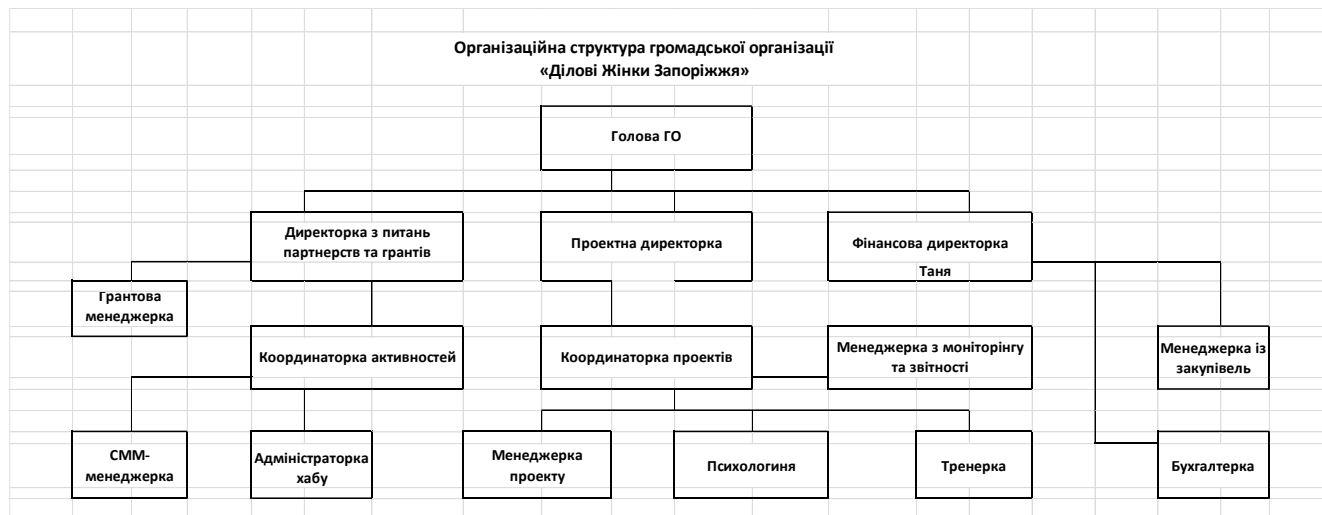 Організаційна структура громадської організації
«Ділові Жінки Запоріжжя»
Голова ГО
Директорка з питань
партнерств та грантів
Проектна директорка
Фінансова директорка
Таня
Грантова
менеджерка
Координаторка активностей
Координаторка проектів
Менеджерка з моніторінгу
та звітності
Менеджерка із
закупівель
СММ-
менеджерка
Адміністраторка
хабу
Менеджерка
проекту
Психологиня
Тренерка
Бухгалтерка